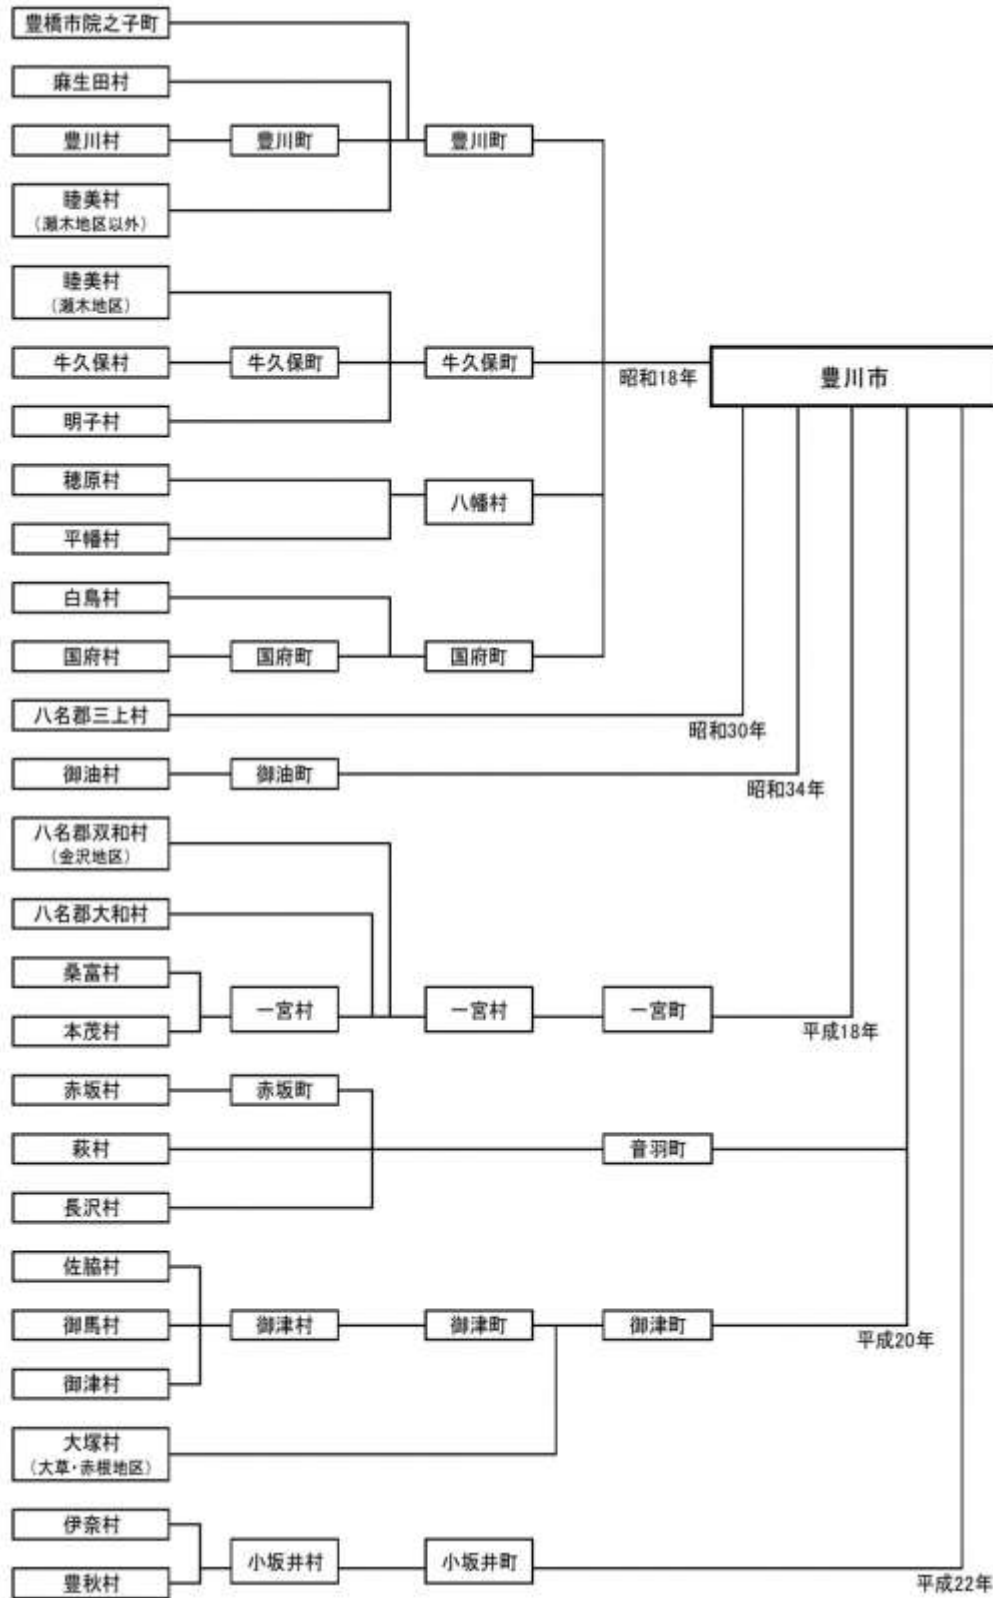 豊橋市院之子町
麻生田村
豊川村
豊川町
豊川町
睦美村
（瀬木地区以外）
睦美村
（瀬木地区）
牛久保村
牛久保町
牛久保町
昭和18年
豊川市
明子村
穂原村
八幡村
平幡村
白鳥村
国府村
国府町
国府町
八名郡三上村
昭和30年
御油村
御油町
昭和34年
八名郡双和村
（金沢地区）
八名郡大和村
桑富村
一宮村
一宮村
一宮町
本茂村
平成18年
赤坂村
赤坂町
萩村
音羽町
長沢村
佐脇村
御馬村
御津村
御津町
御津町
平成20年
御津村
大塚村
（大草・赤根地区）
伊奈村
小坂井村
小坂井町
豊秋村
平成22年